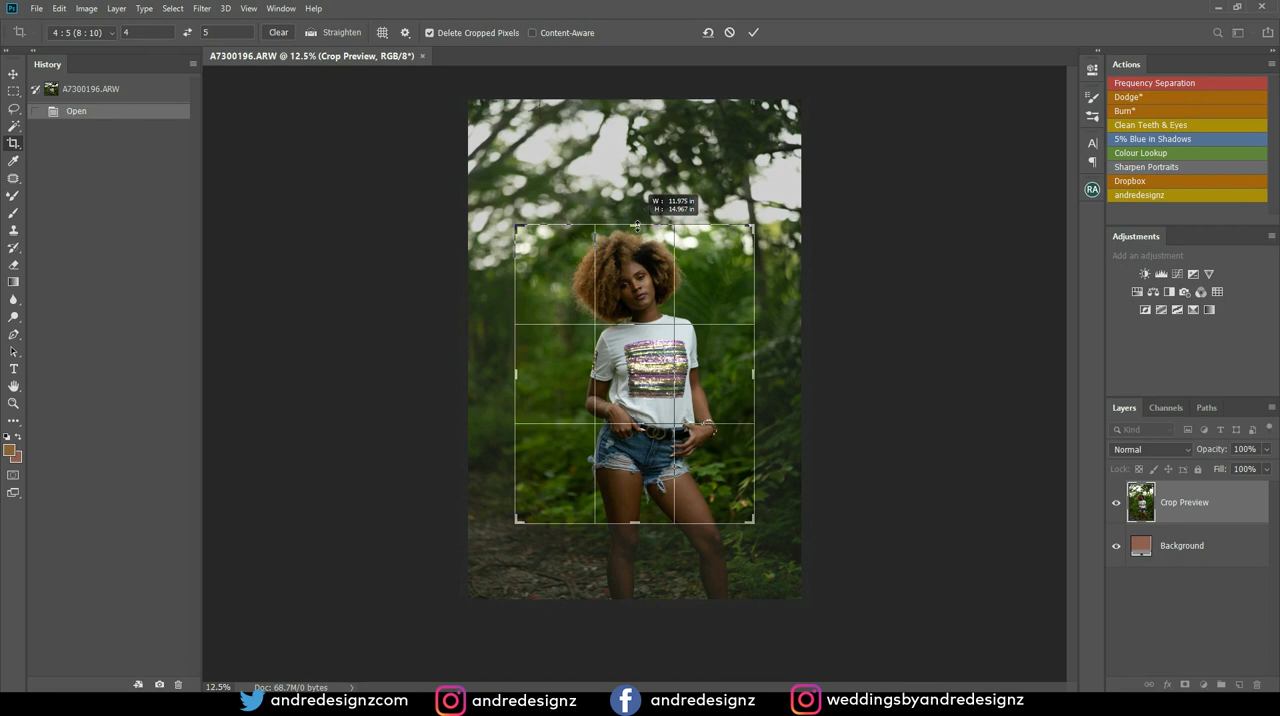 Ps File Edit Image Layer Type Select Filter 3D View Window Help
4 : 5 (8 : 10) 4 5 Clear Straighten Delete Cropped Pixels Content-Aware
A7300196.ARW @ 12.5% (Crop Preview, RGB/8*) ×
History
A7300196.ARW
Open
W : 11.975 in
H : 14.967 in
Actions
Frequency Separation
Dodge*
Burn*
Clean Teeth & Eyes
5% Blue in Shadows
Colour Lookup
Sharpen Portraits
Dropbox
andredesignz
RA
Adjustments
Add an adjustment
Layers Channels Paths
Kind
Normal Opacity: 100%
Lock: Fill: 100%
Crop Preview
Background
12.5% Doc: 68.7M/0 bytes
andredesignzcom andredesignz andredesignz weddingsbyandredesignz